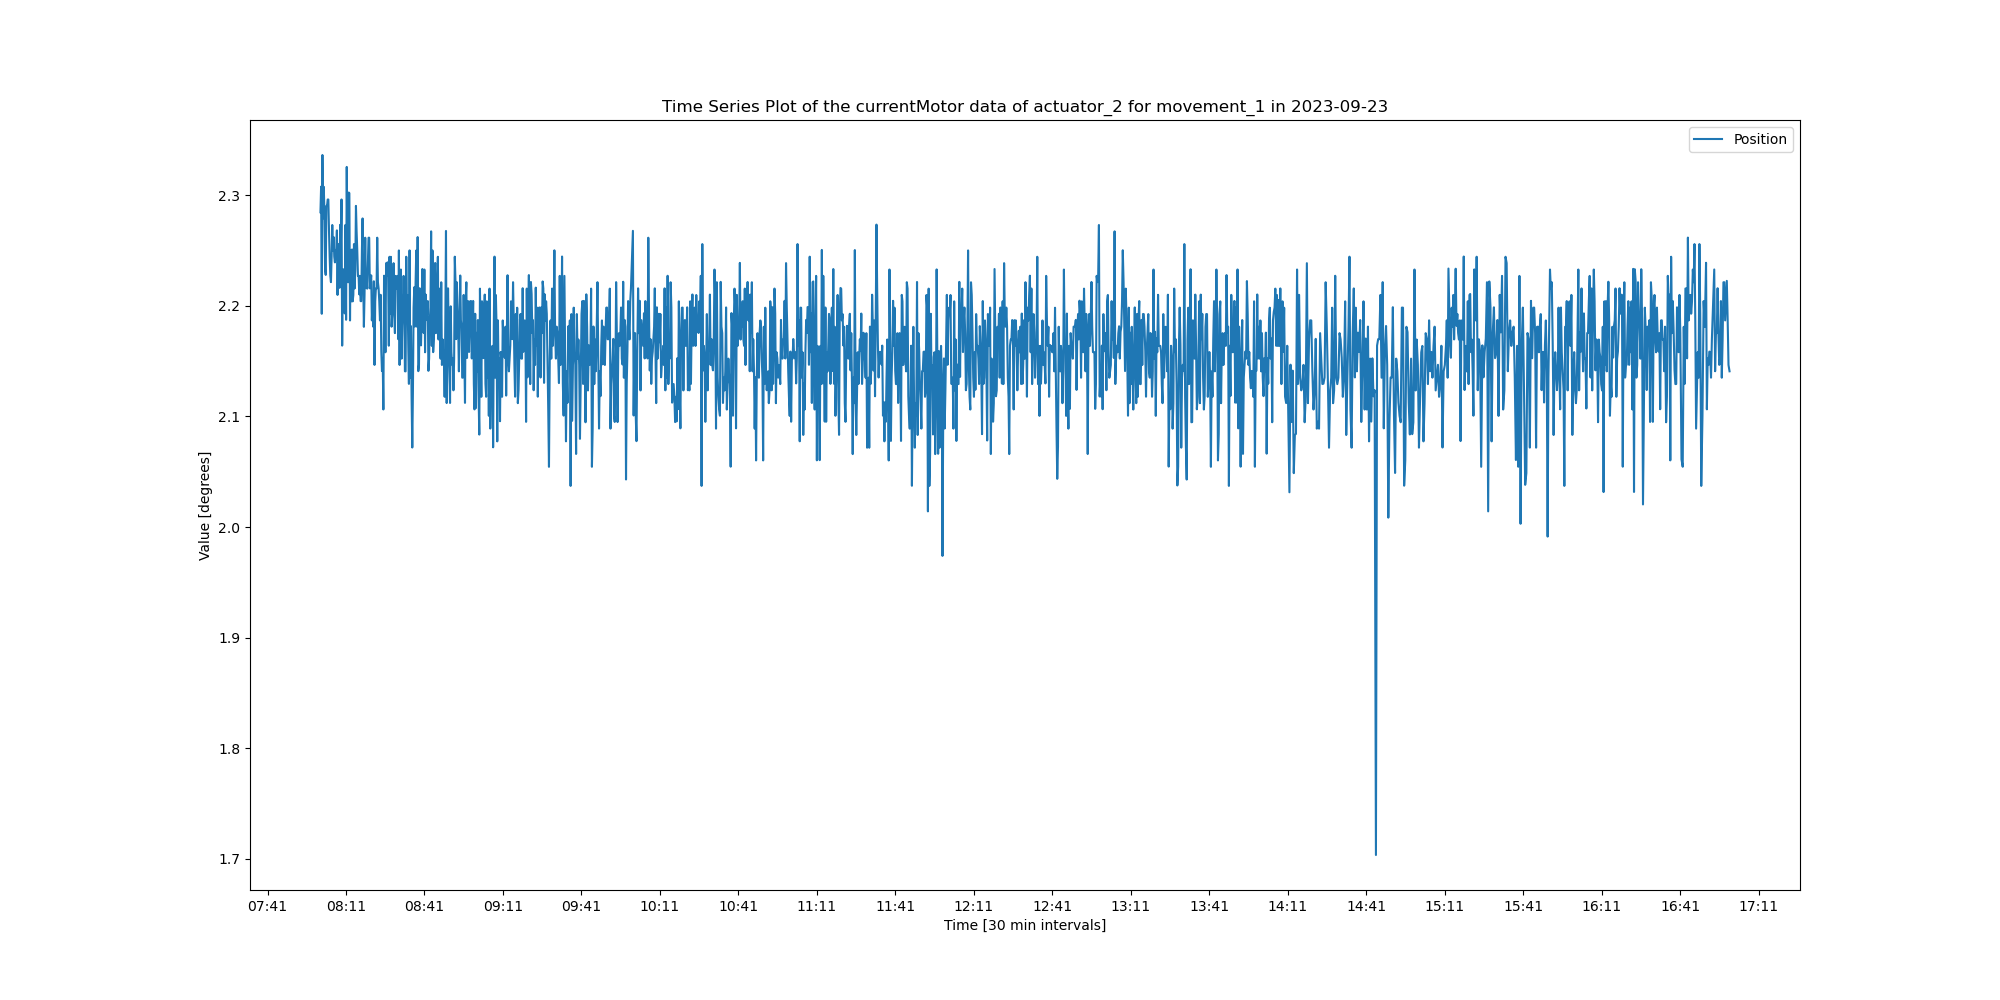 Time Series Plot of the currentMotor data of actuator_2 for movement_1 in 2023-09-23
Position
Value [degrees]
2.3
2.2
2.1
2.0
1.9
1.8
1.7
07:41 08:11 08:41 09:11 09:41 10:11 10:41 11:11 11:41 12:11 12:41 13:11 13:41 14:11 14:41 15:11 15:41 16:11 16:41 17:11
Time [30 min intervals]